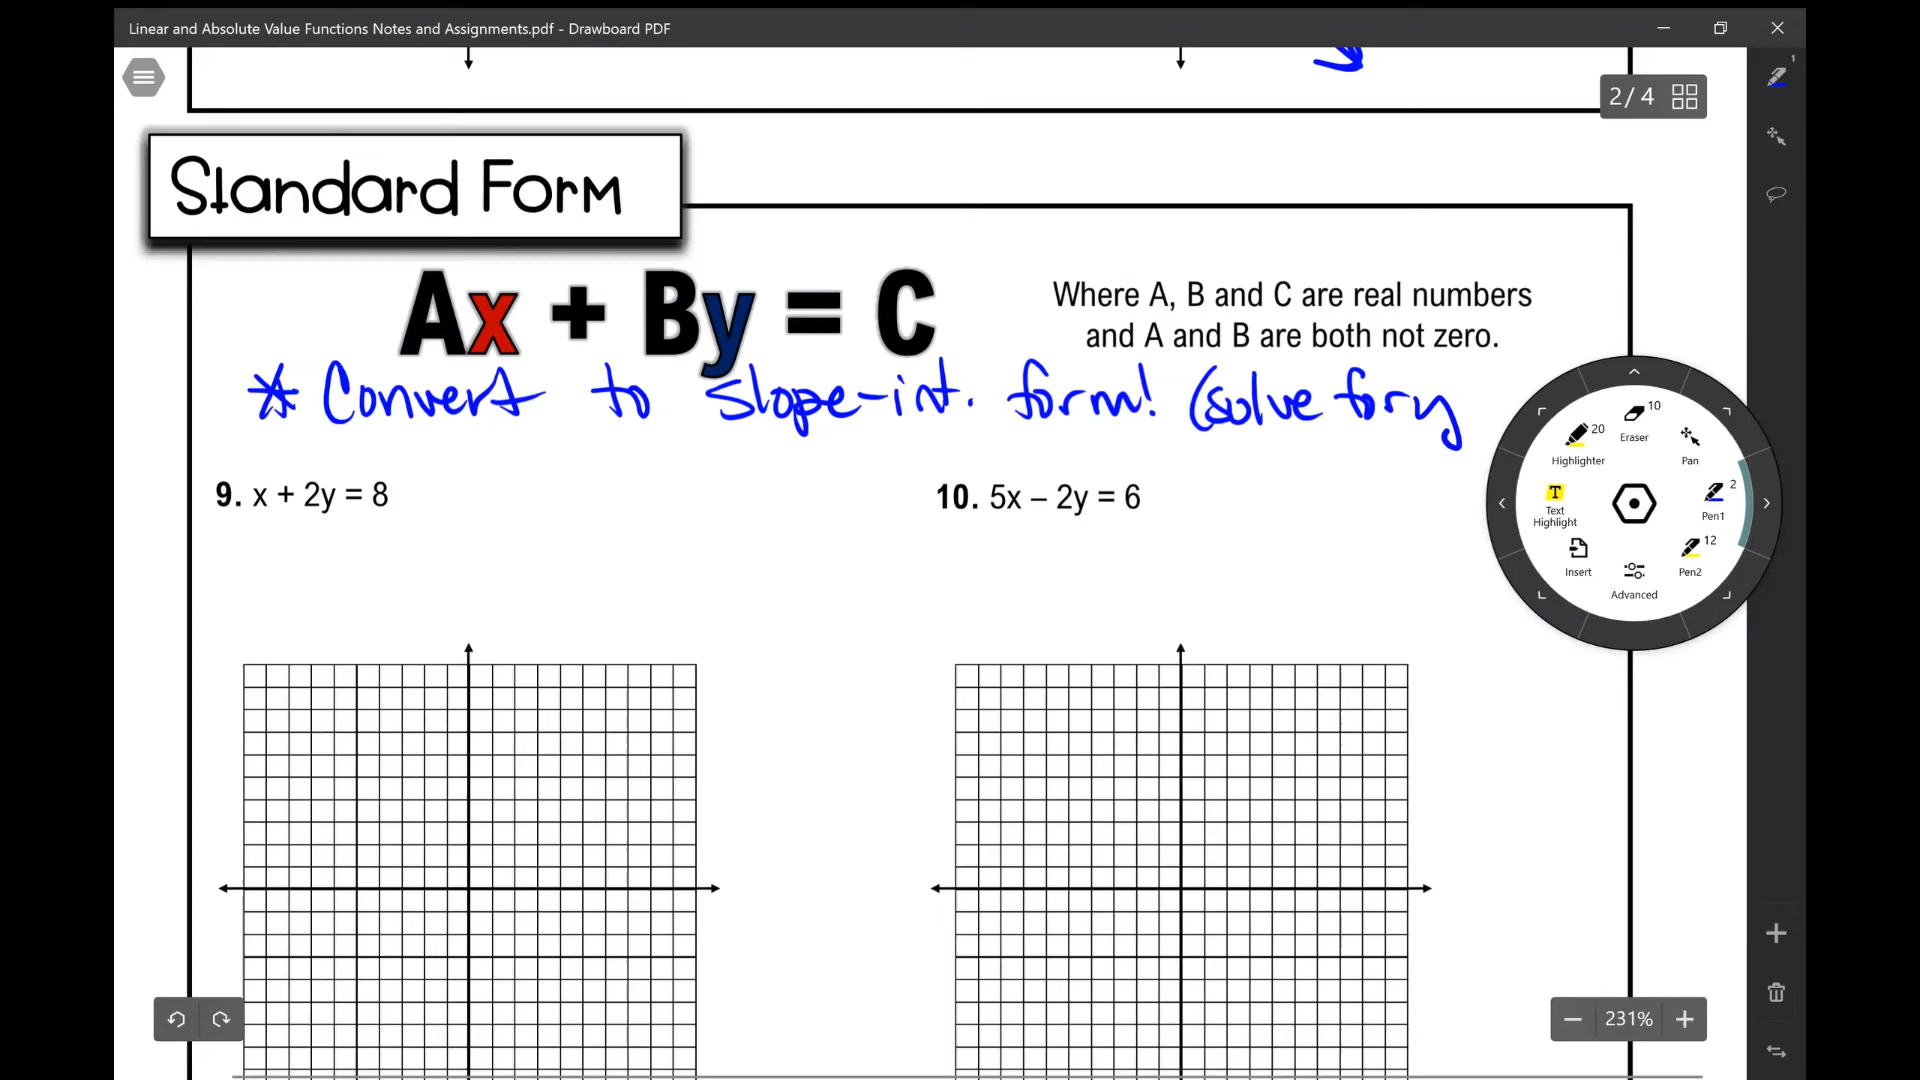 Linear and Absolute Value Functions Notes and Assignments.pdf - Drawboard PDF
1
2 / 4
Standard Form
Ax + By = C
Where A, B and C are real numbers
and A and B are both not zero.
* Convert to slope-int. form! (solve for y
9. x + 2y = 8
10. 5x – 2y = 6
10
Eraser
20
Highlighter
Pan
Text
Highlight
2
Pen1
Insert
12
Pen2
Advanced
231%